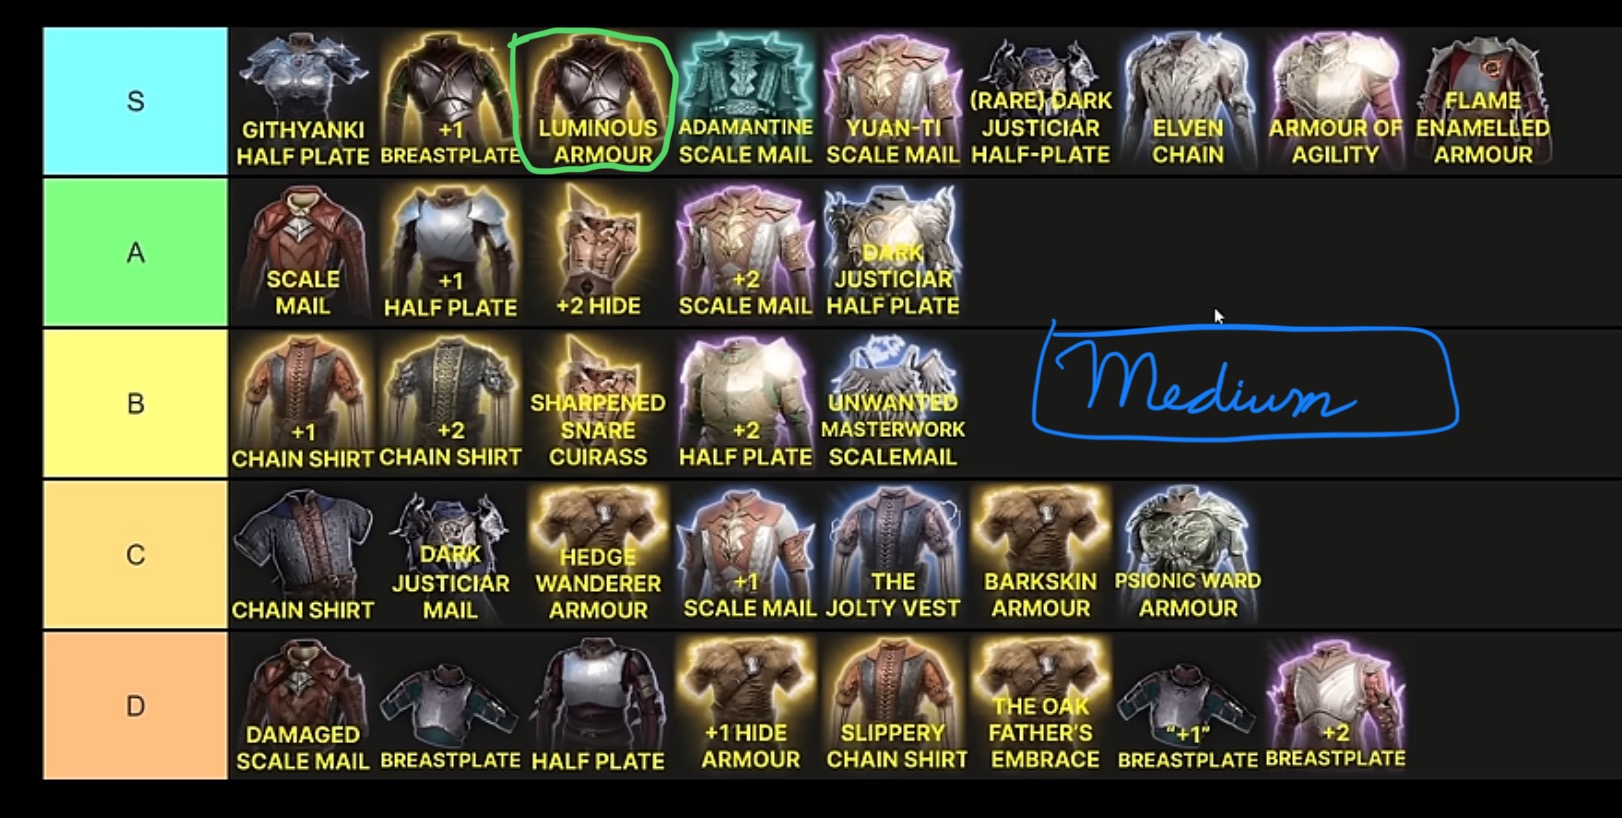 S
GITHYANKI
HALF PLATE
+1
BREASTPLATE
LUMINOUS
ARMOUR
ADAMANTINE
SCALE MAIL
YUAN-TI
SCALE MAIL
(RARE) DARK
JUSTICIAR
HALF-PLATE
ELVEN
CHAIN
ARMOUR OF
AGILITY
FLAME
ENAMELLED
ARMOUR
A
SCALE
MAIL
+1
HALF PLATE
+2 HIDE
+2
SCALE MAIL
DARK
JUSTICIAR
HALF PLATE
B
+1
CHAIN SHIRT
+2
CHAIN SHIRT
SHARPENED
SNARE
CUIRASS
+2
HALF PLATE
UNWANTED
MASTERWORK
SCALEMAIL
Medium
C
CHAIN SHIRT
DARK
JUSTICIAR
MAIL
HEDGE
WANDERER
ARMOUR
+1
SCALE MAIL
THE
JOLTY VEST
BARKSKIN
ARMOUR
PSIONIC WARD
ARMOUR
D
DAMAGED
SCALE MAIL
BREASTPLATE
HALF PLATE
+1 HIDE
ARMOUR
SLIPPERY
CHAIN SHIRT
THE OAK
FATHER'S
EMBRACE
"+1"
BREASTPLATE
+2
BREASTPLATE